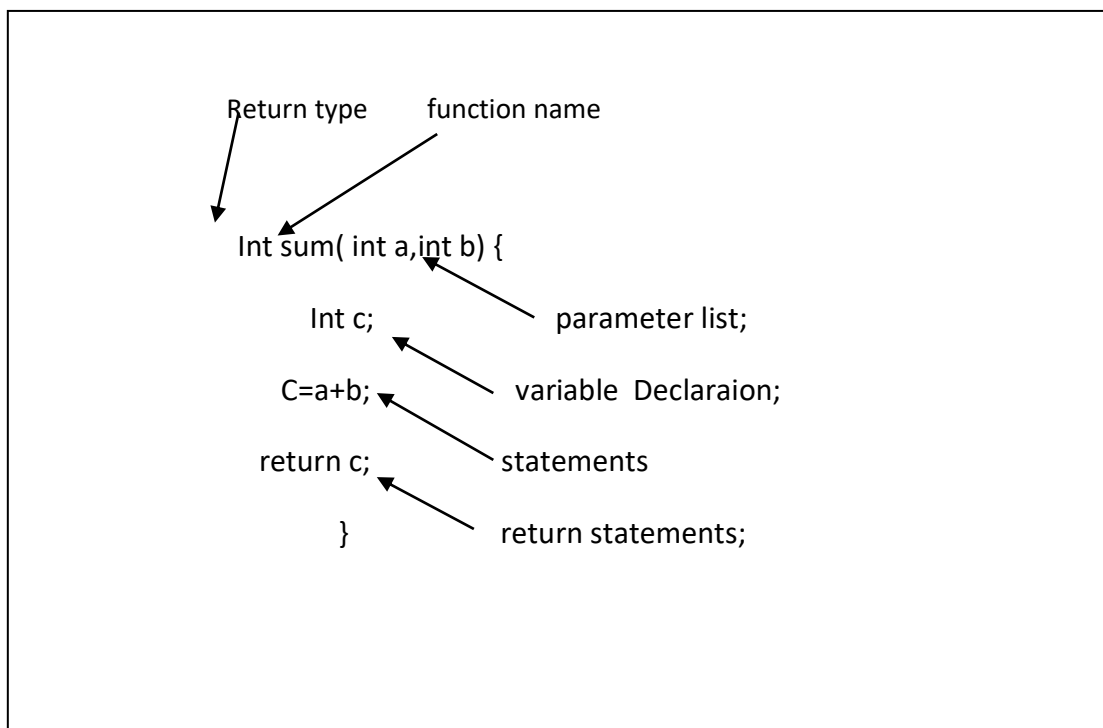 Return type function name
Int sum( int a,int b) {
Int c; parameter list;
C=a+b; variable Declaraion;
return c; statements
} return statements;